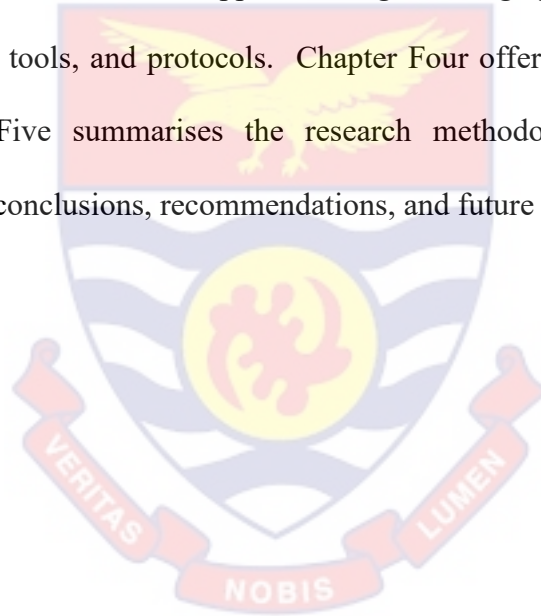 tools, and protocols. Chapter Four offer
Five summarises the research methodo
conclusions, recommendations, and future
VERITAS
NOBIS
LUMEN